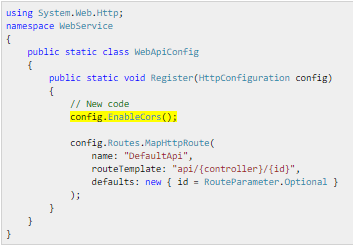 using System.Web.Http;
namespace WebService
{
    public static class WebApiConfig
    {
        public static void Register(HttpConfiguration config)
        {
            // New code
            config.EnableCors();

            config.Routes.MapHttpRoute(
                name: "DefaultApi",
                routeTemplate: "api/{controller}/{id}",
                defaults: new { id = RouteParameter.Optional }
            );
        }
    }
}